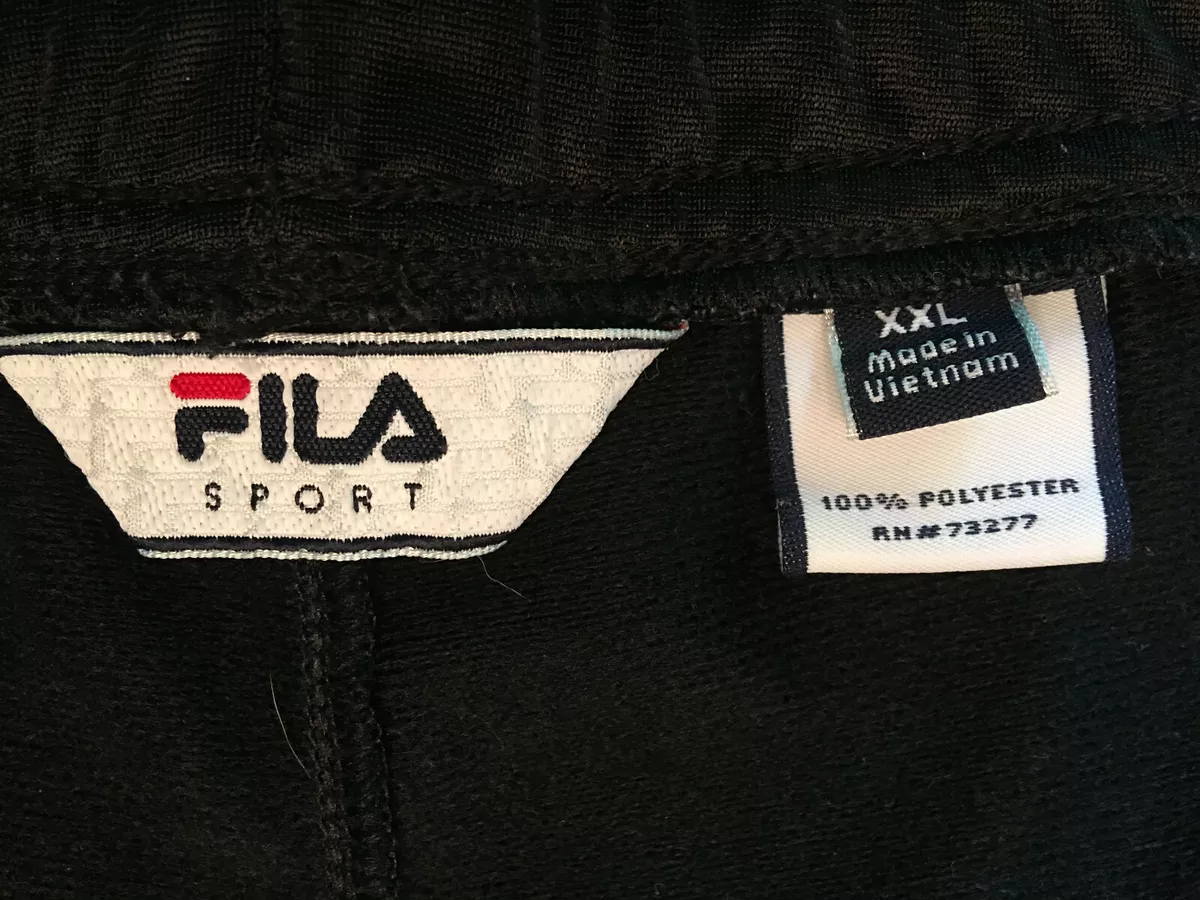 FILA
SPORT
XXL
Made in
Vietnam
100% POLYESTER
RN#73277